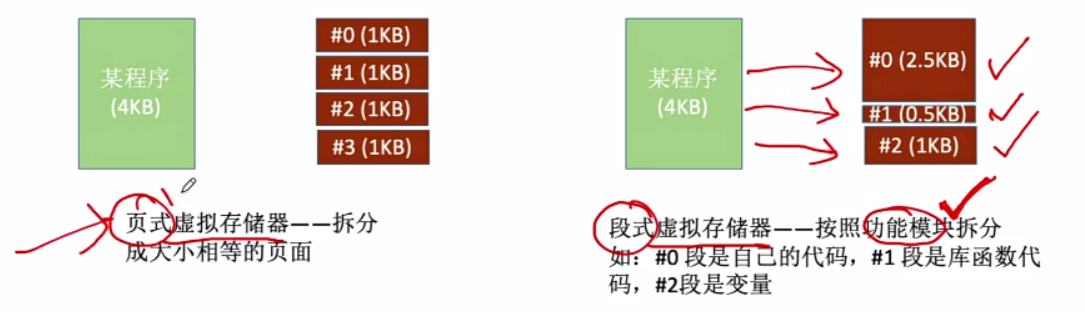 某程序
(4KB)
#0 (1KB)
#1 (1KB)
#2 (1KB)
#3 (1KB)
页式虚拟存储器——拆分
成大小相等的页面
某程序
(4KB)
#0 (2.5KB)
#1 (0.5KB)
#2 (1KB)
段式虚拟存储器——按照功能模块拆分
如：#0 段是自己的代码，#1 段是库函数代
码，#2段是变量